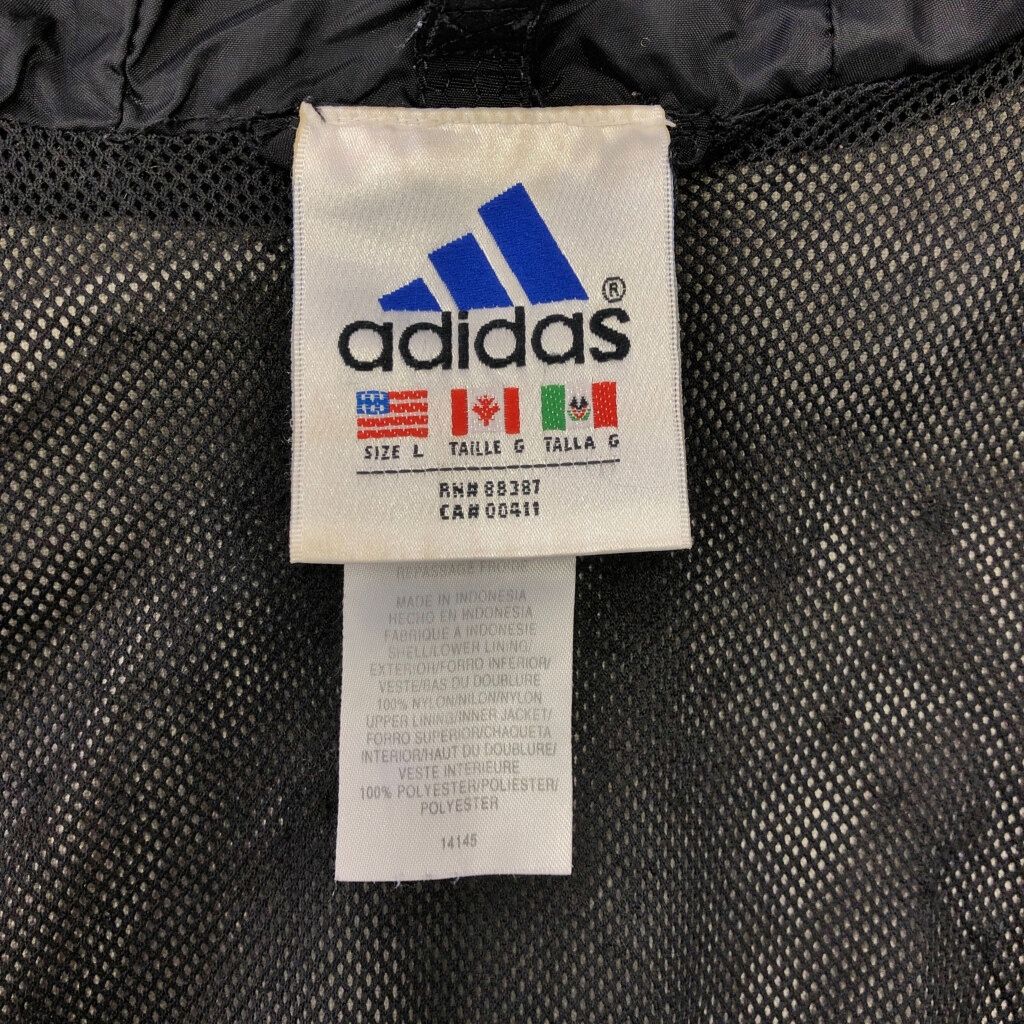 adidas®
SIZE L TAILLE G TALLA G
RN# 88387
CA# 00411
REPASSAGE FROIDE
MADE IN INDONESIA
HECHO EN INDONESIA
FABRIQUE A INDONESIE
SHELL/LOWER LINING/
EXTERIOR/FORRO INFERIOR/
VESTE/BAS DU DOUBLURE
100% NYLON/NILON/NYLON
UPPER LINING/INNER JACKET/
FORRO SUPERIOR/CHAQUETA
INTERIOR/HAUT DU DOUBLURE/
VESTE INTERIEURE
100% POLYESTER/POLIESTER/
POLYESTER
14145